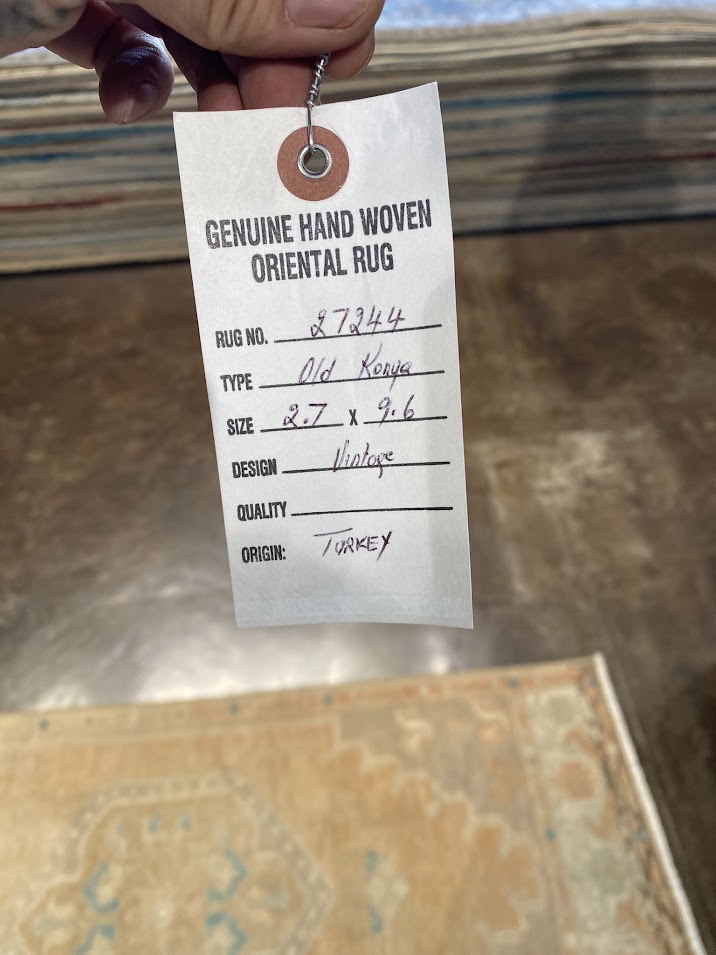 GENUINE HAND WOVEN
ORIENTAL RUG
RUG NO. 27244
TYPE Old Konya
SIZE 2.7 X 9.6
DESIGN Vintage
QUALITY
ORIGIN: TURKEY